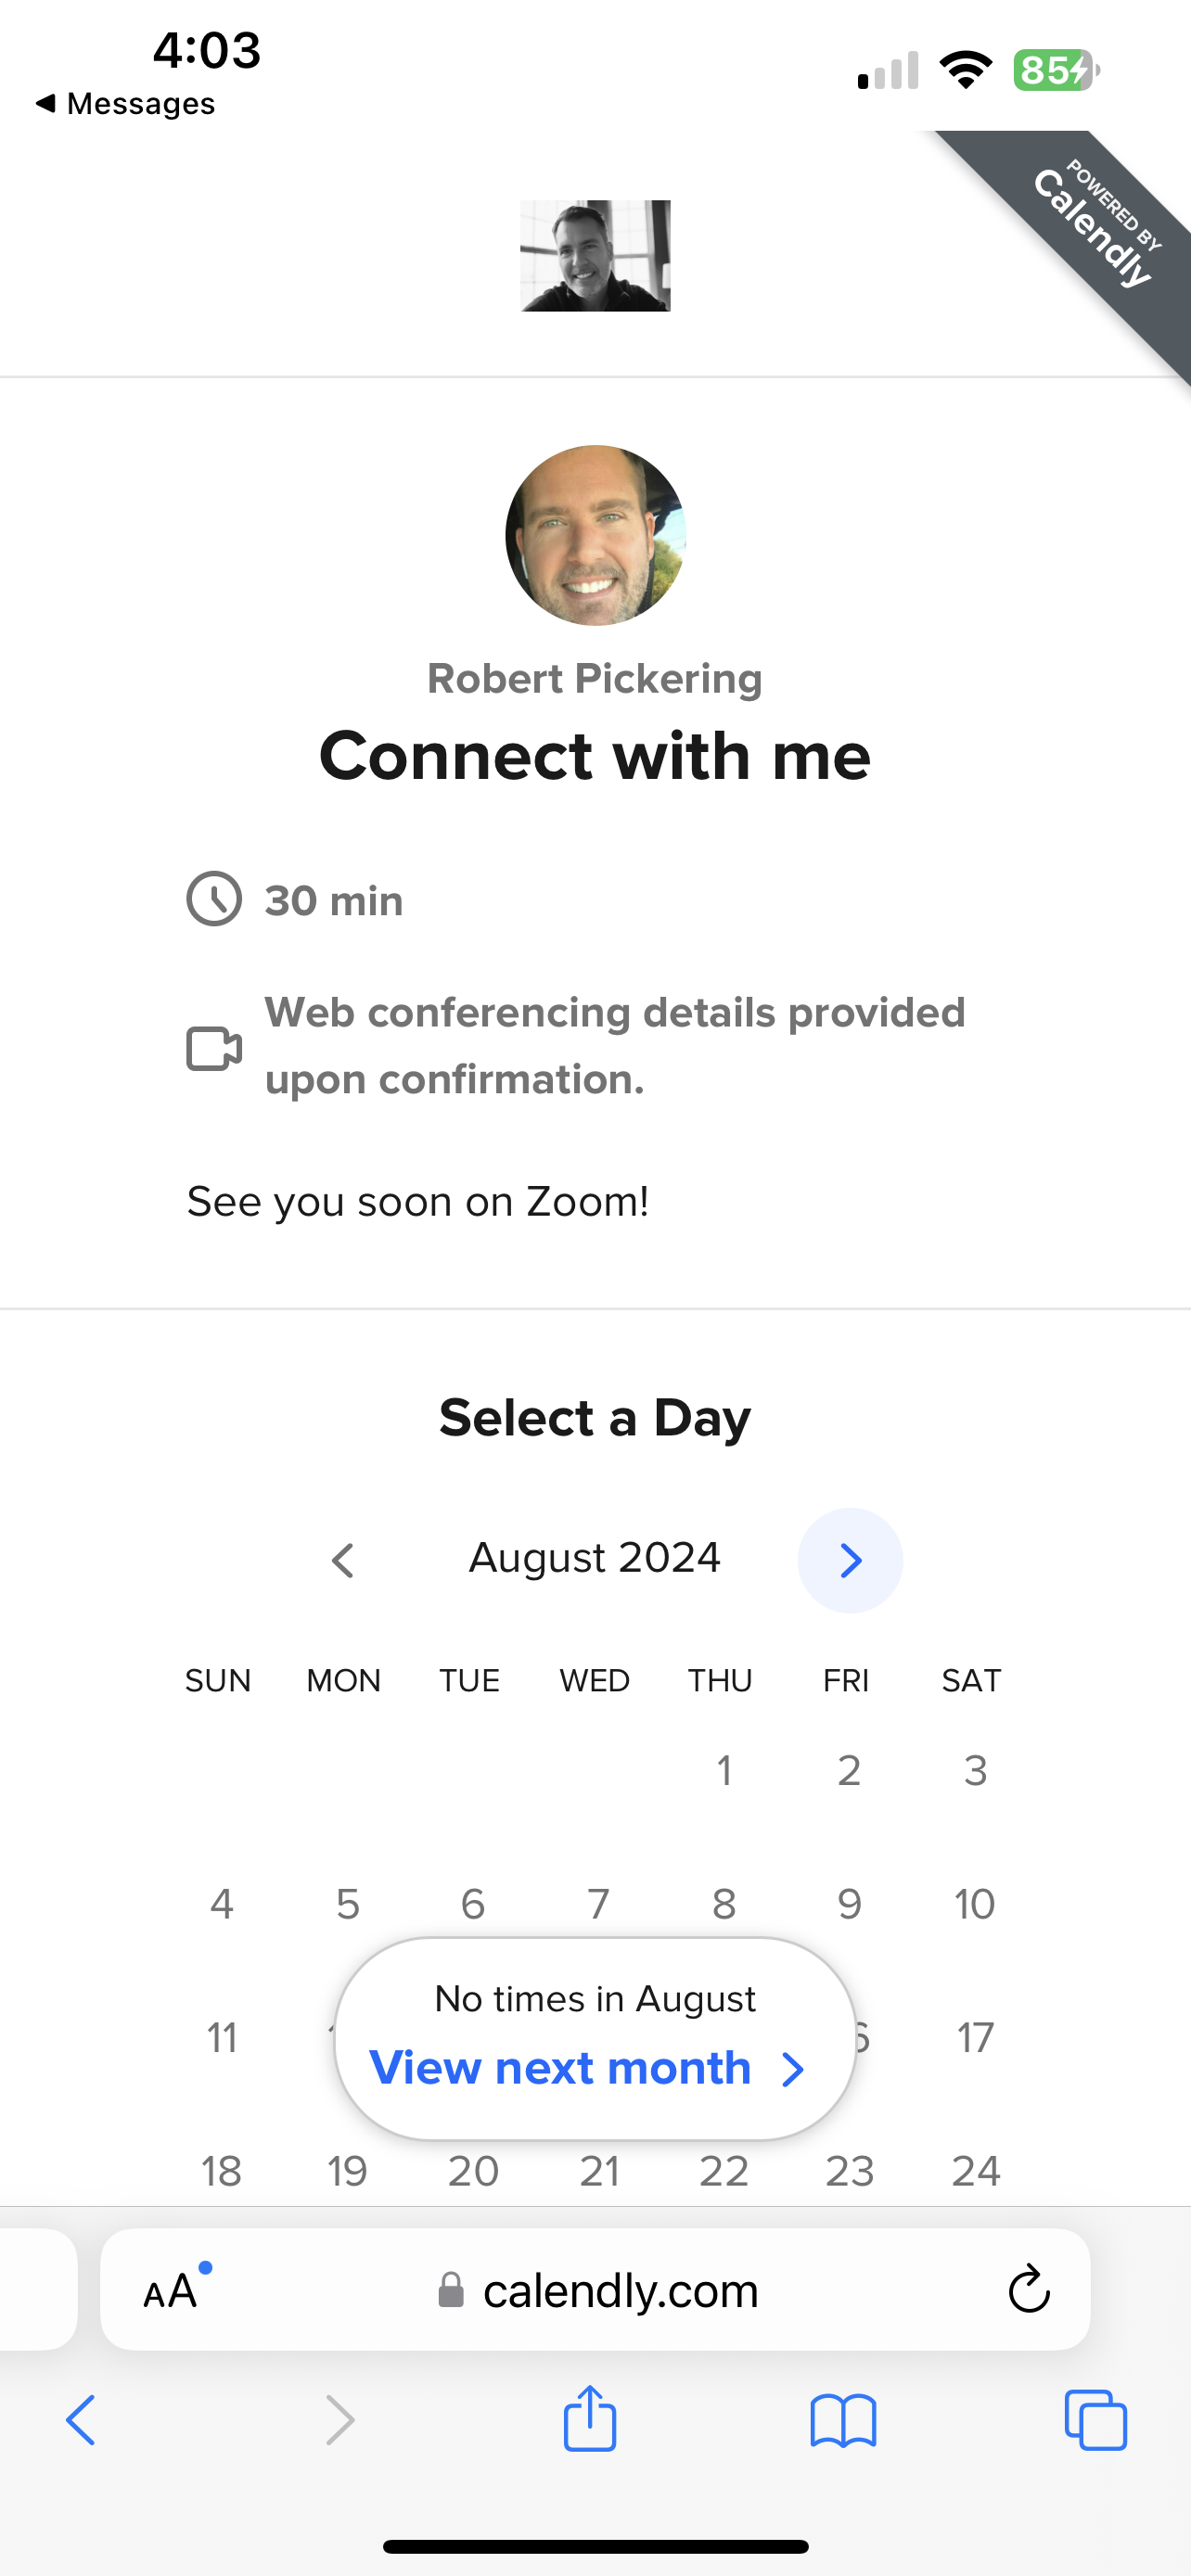 4:03
85
◀ Messages
POWERED BY
Calendly
Robert Pickering
Connect with me
30 min
Web conferencing details provided
upon confirmation.
See you soon on Zoom!
Select a Day
August 2024
SUN MON TUE WED THU FRI SAT
1 2 3
4 5 6 7 8 9 10
No times in August
11 17
View next month
18 19 20 21 22 23 24
AA calendly.com